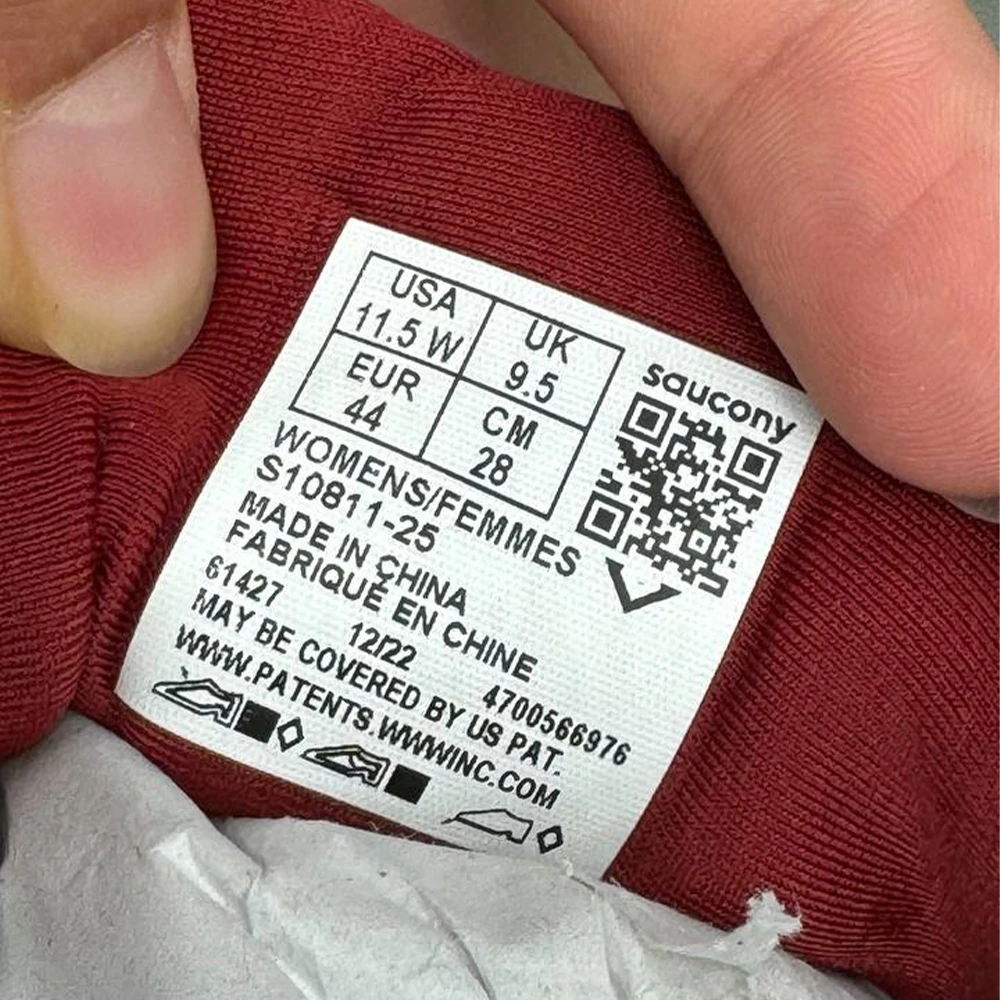 USA
11.5 W
UK
9.5
EUR
44
CM
28
saucony
WOMENS/FEMMES
S10811-25
MADE IN CHINA
FABRIQUÉ EN CHINE
61427 12/22 4700566976
MAY BE COVERED BY US PAT.
WWW.PATENTS.WWWINC.COM